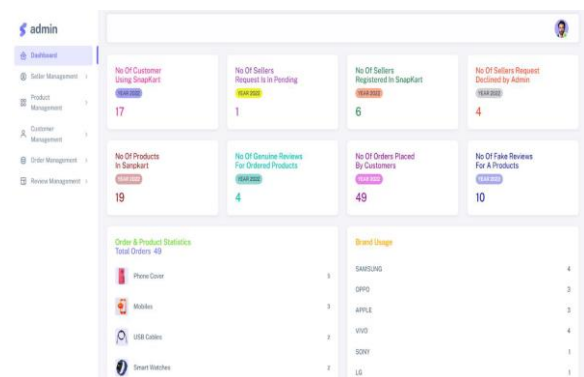 admin
Dashboard
Seller Management
Product
Management
Customer
Management
Order Management
Review Management
No Of Customer
Using SnapKart
YEAR 2022
17
No Of Sellers
Request Is In Pending
YEAR 2022
1
No Of Sellers
Registered In SnapKart
YEAR 2022
6
No Of Sellers Request
Declined by Admin
YEAR 2022
4
No Of Products
In Sanpkart
YEAR 2022
19
No Of Genuine Reviews
For Ordered Products
YEAR 2022
4
No Of Orders Placed
By Customers
YEAR 2022
49
No Of Fake Reviews
For A Products
YEAR 2022
10
Order & Product Statistics
Total Orders 49
Phone Cover
Mobiles 3
USB Cables 2
Smart Watches 2
Brand Usage
SAMSUNG 4
OPPO 3
APPLE 3
VIVO 4
SONY 1
LG 1